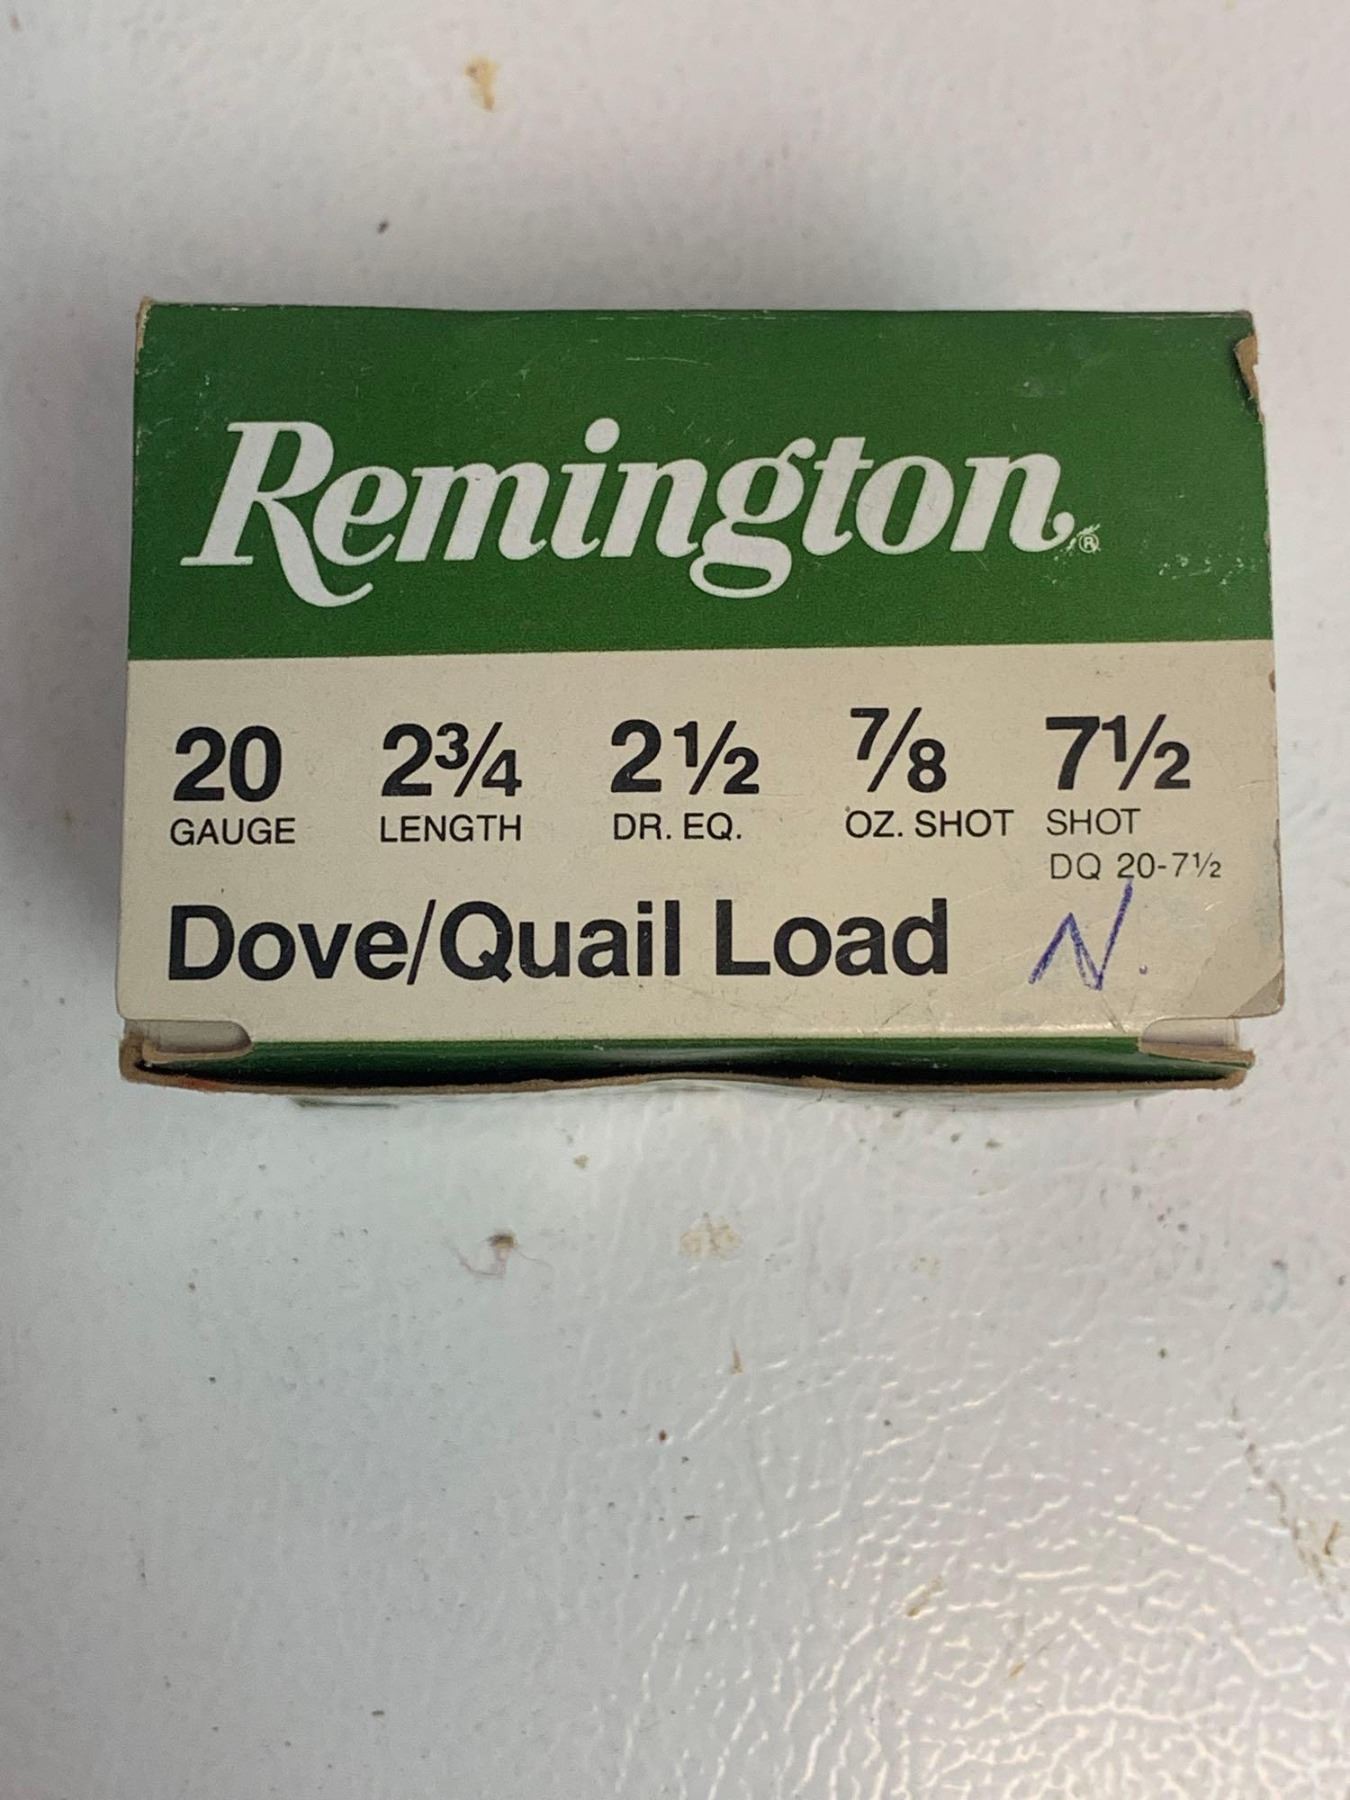 Remington®
20 2¾ 2½ ⅞ 7½
GAUGE LENGTH DR. EQ. OZ. SHOT SHOT
DQ 20-7½
Dove/Quail Load N.